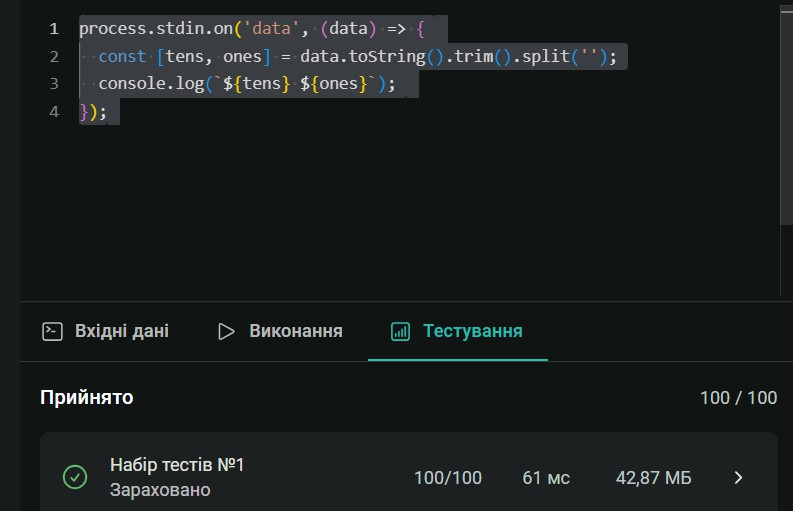 1 process.stdin.on('data', (data) => {
2 const [tens, ones] = data.toString().trim().split('');
3 console.log(`${tens} ${ones}`);
4 });
Вхідні дані Виконання Тестування
Прийнято 100 / 100
Набір тестів №1
Зараховано 100/100 61 мс 42,87 МБ